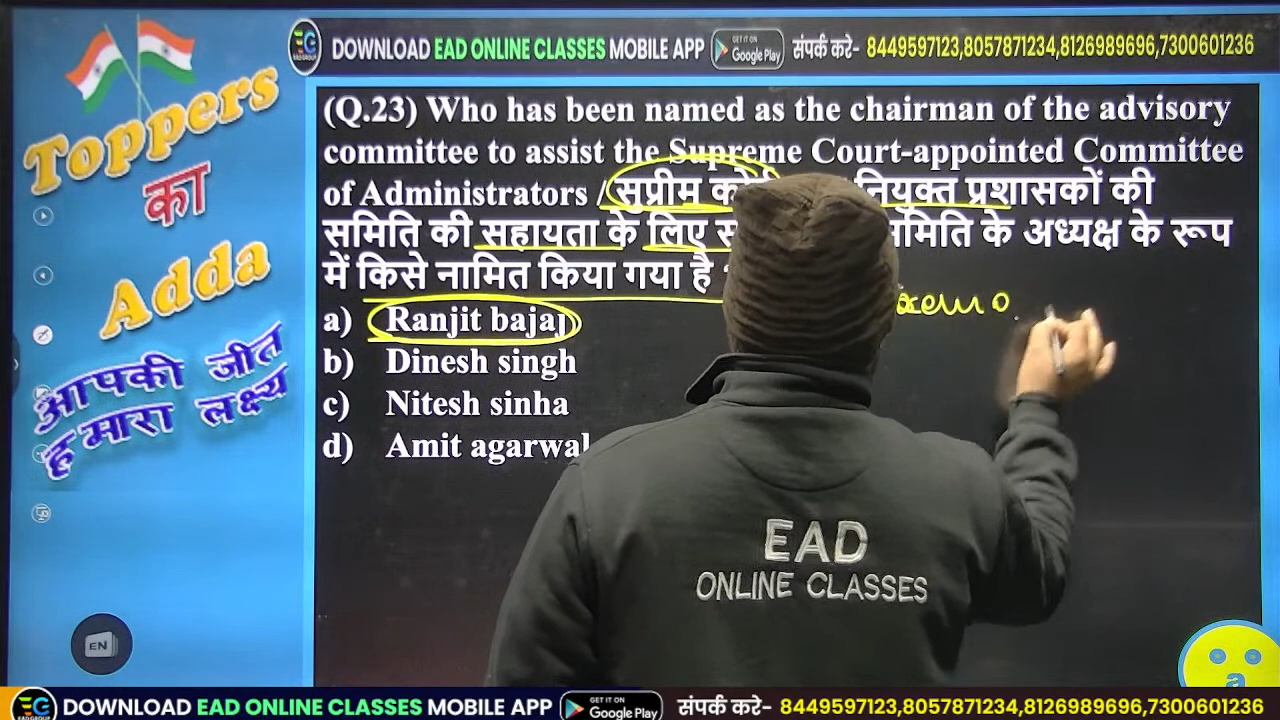 DOWNLOAD EAD ONLINE CLASSES MOBILE APP GET IT ON Google Play संपर्क करे- 8449597123,8057871234,8126989696,7300601236
Toppers
का
Adda
आपकी जीत
हमारा लक्ष्य
(Q.23) Who has been named as the chairman of the advisory
committee to assist the Supreme Court-appointed Committee
of Administrators / सुप्रीम नियुक्त प्रशासकों की
समिति की सहायता के लिए के अध्यक्ष के रूप
में किसे नामित किया गया है
a) Ranjit bajaj
b) Dinesh singh
c) Nitesh sinha
d) Amit agarwal
EAD
ONLINE CLASSES
EN
a
EG EAD GROUP DOWNLOAD EAD ONLINE CLASSES MOBILE APP GET IT ON Google Play संपर्क करे- 8449597123,8057871234,8126989696,7300601236